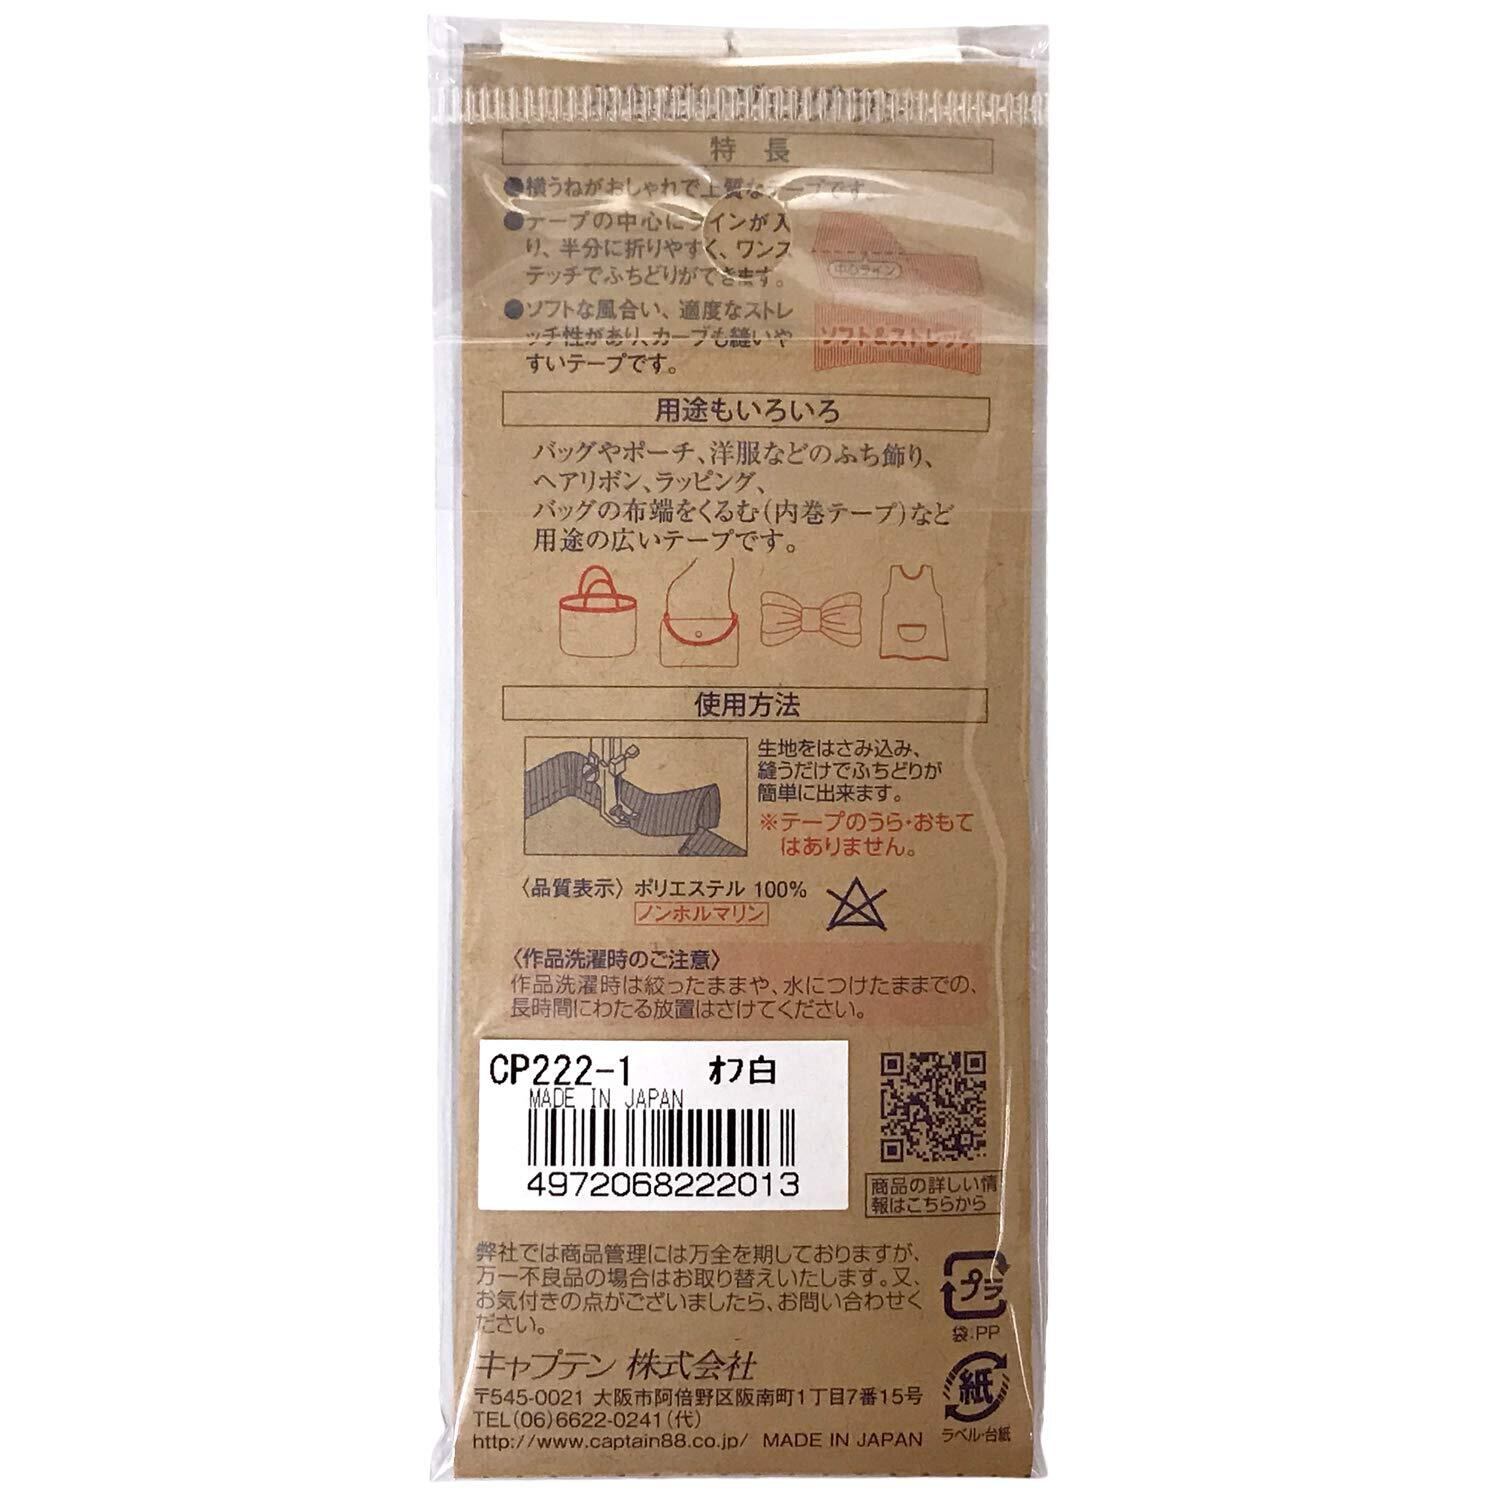 特 長
●横うねがおしゃれで上質なテープです。
●テープの中心にラインが入
り、半分に折りやすく、ワンス
テッチでふちどりができます。
中心ライン
●ソフトな風合い、適度なストレ
ッチ性があり、カーブも縫いや
すいテープです。
ソフト&ストレッチ
用途もいろいろ
バッグやポーチ、洋服などのふち飾り、
ヘアリボン、ラッピング、
バッグの布端をくるむ(内巻テープ)など
用途の広いテープです。
使用方法
生地をはさみ込み、
縫うだけでふちどりが
簡単に出来ます。
※テープのうら・おもて
はありません。
〈品質表示〉ポリエステル 100%
ノンホルマリン
〈作品洗濯時のご注意〉
作品洗濯時は絞ったままや、水につけたままでの、
長時間にわたる放置はさけてください。
CP222-1 ｵﾌ白
MADE IN JAPAN
4972068222013
商品の詳しい情
報はこちらから
弊社では商品管理には万全を期しておりますが、
万一不良品の場合はお取り替えいたします。又、
お気付きの点がございましたら、お問い合わせく
ださい。
プラ
袋:PP
キャプテン 株式会社
〒545-0021 大阪市阿倍野区阪南町1丁目7番15号
TEL(06)6622-0241(代)
http://www.captain88.co.jp/ MADE IN JAPAN
紙
ラベル・台紙